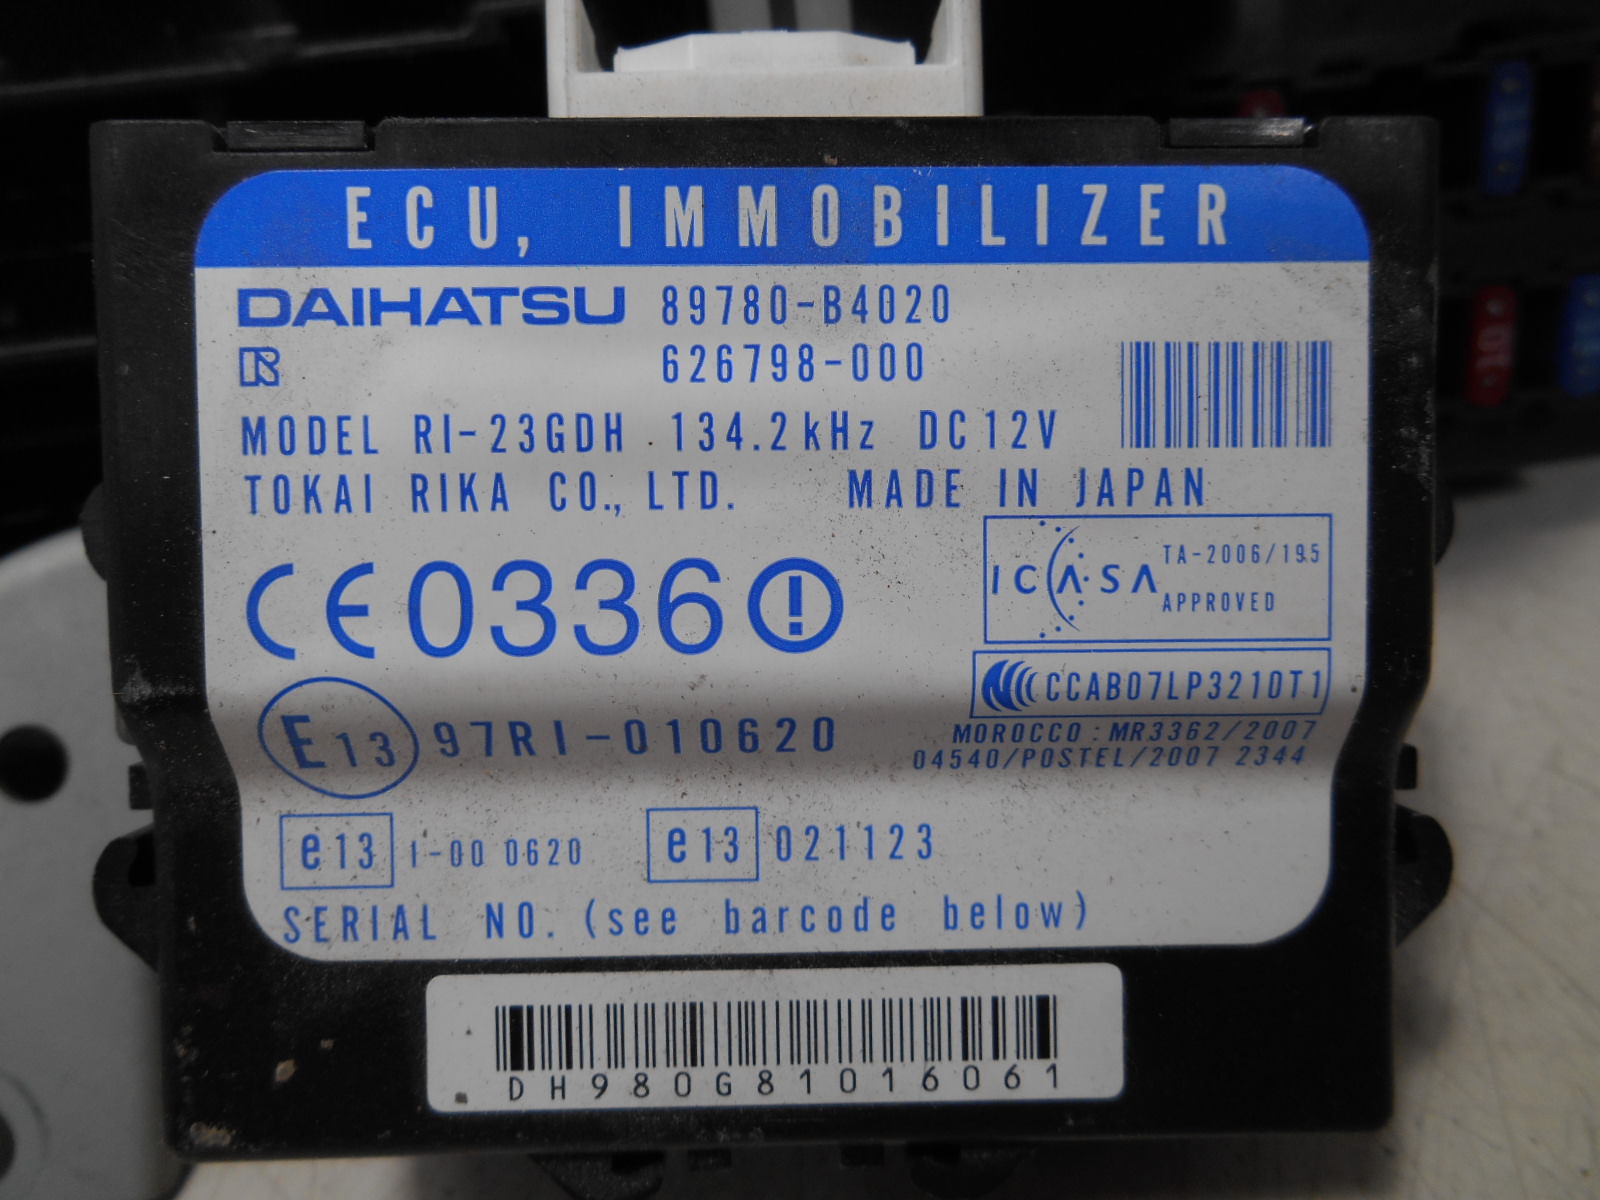 ECU, IMMOBILIZER
DAIHATSU 89780-B4020
626798-000
MODEL RI-23GDH 134.2kHz DC12V
TOKAI RIKA CO., LTD. MADE IN JAPAN
CE0336
ICASA TA-2006/195
APPROVED
CCAB07LP3210T1
E13 97RI-010620
MOROCCO : MR3362/2007
04540/POSTEL/2007 2344
e13 1-00 0620 e13 021123
SERIAL NO. (see barcode below)
DH980G81016061
10